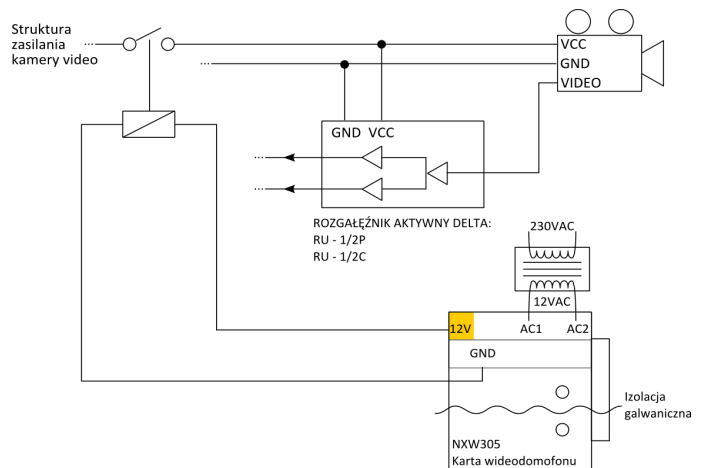 Struktura
zasilania
kamery video
...
...
VCC
GND
VIDEO
GND VCC
...
...
ROZGAŁĘŹNIK AKTYWNY DELTA:
RU - 1/2P
RU - 1/2C
230VAC
12VAC
12V
AC1
AC2
GND
Izolacja
galwaniczna
NXW305
Karta wideodomofonu